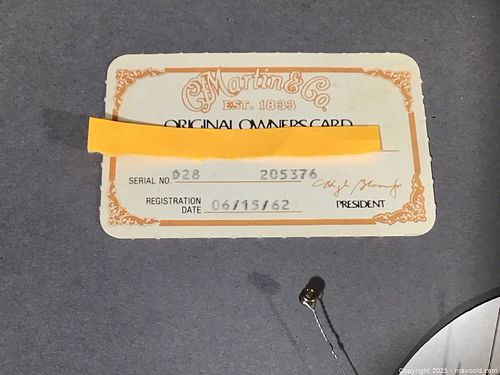 C.F. Martin & Co.
EST. 1833
ORIGINAL OWNERS CARD
SERIAL NO. D28 205376
REGISTRATION
DATE 06/15/62
PRESIDENT
Copyright 2025 - maxsold.com